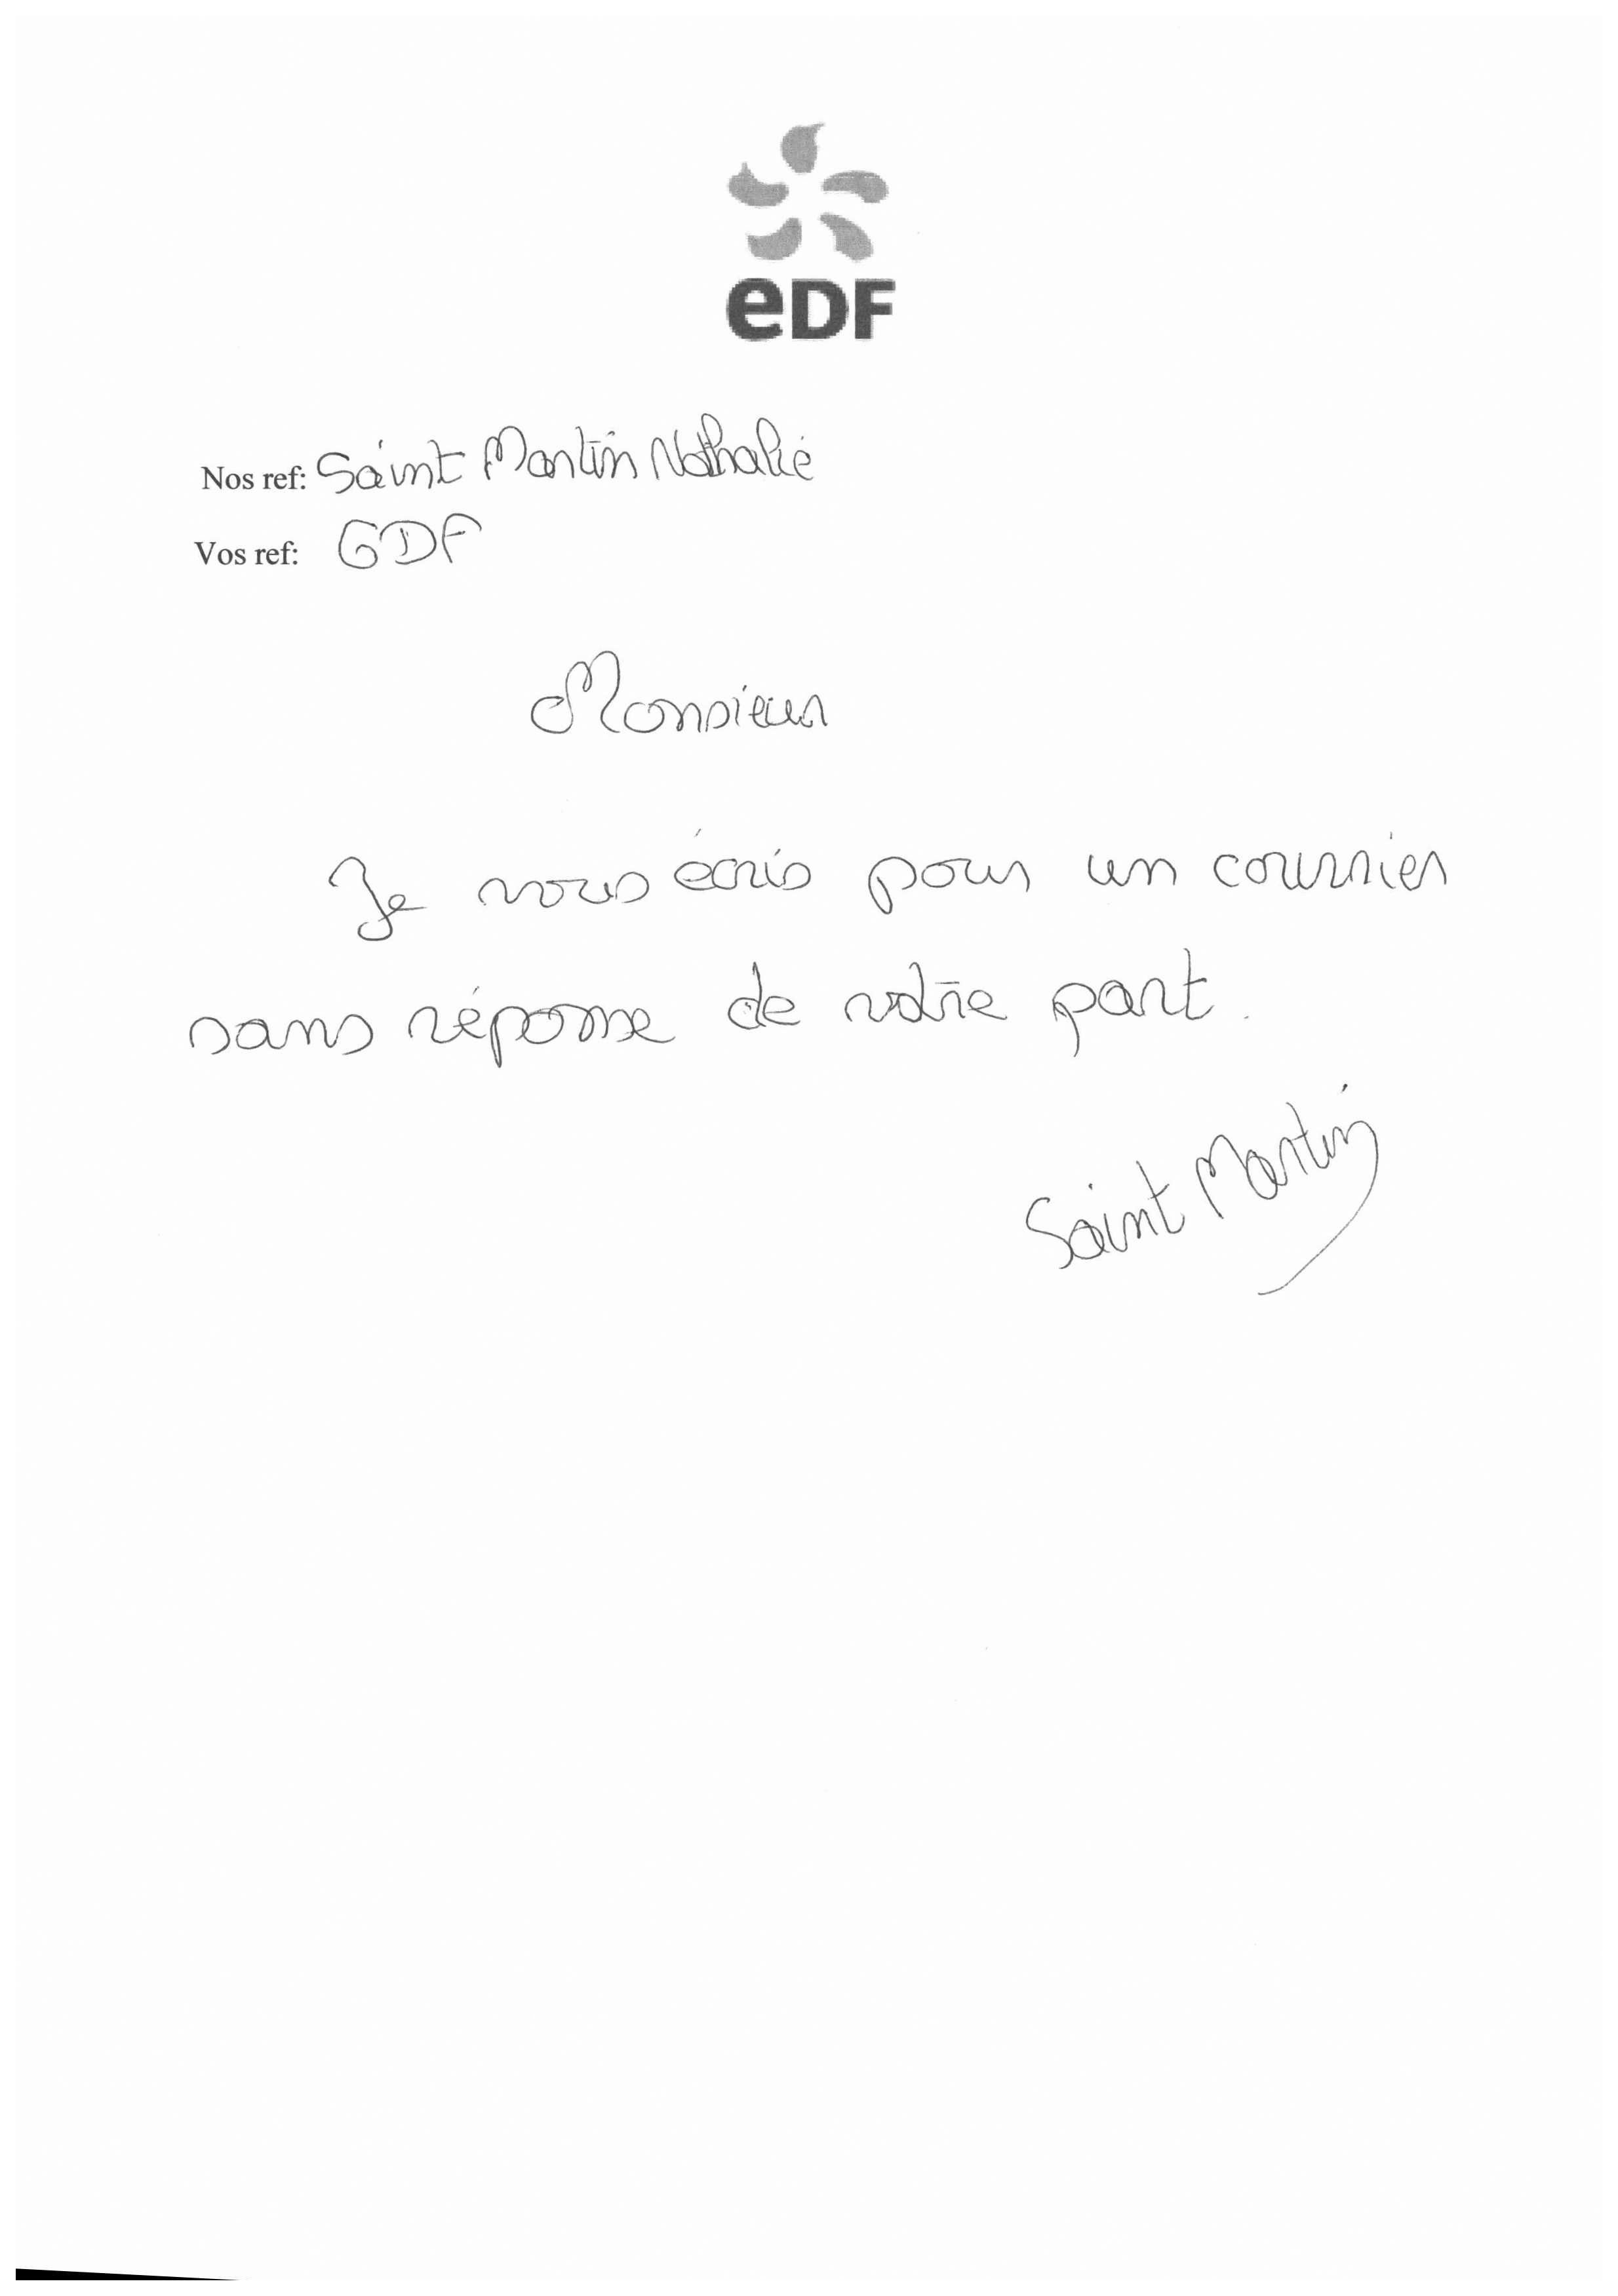 eDF
Nos ref: Saint Martin Nathalie
Vos ref: GDF
Monsieur
Je vous écris pour un courrier
sans réponse de votre part.
Saint Martin